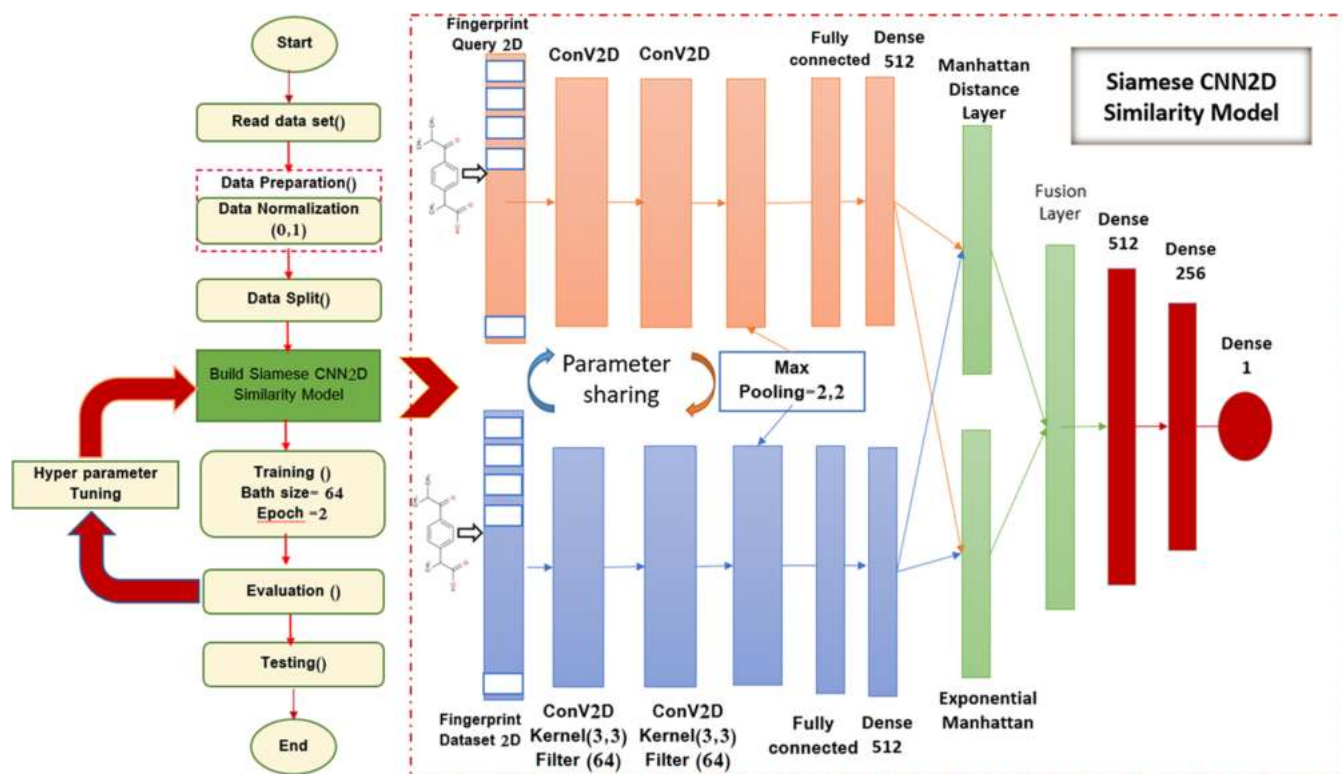 Start
Read data set()
Data Preparation()
Data Normalization
(0,1)
Data Split()
Build Siamese CNN2D
Similarity Model
Training ()
Bath size= 64
Epoch =2
Hyper parameter
Tuning
Evaluation ()
Testing()
End
Fingerprint
Query 2D
ConV2D
ConV2D
Fully
connected
Dense
512
Manhattan
Distance
Layer
Siamese CNN2D
Similarity Model
Fusion
Layer
Dense
512
Dense
256
Dense
1
Parameter
sharing
Max
Pooling=2,2
Fingerprint
Dataset 2D
ConV2D
Kernel(3,3)
Filter (64)
ConV2D
Kernel(3,3)
Filter (64)
Fully
connected
Dense
512
Exponential
Manhattan